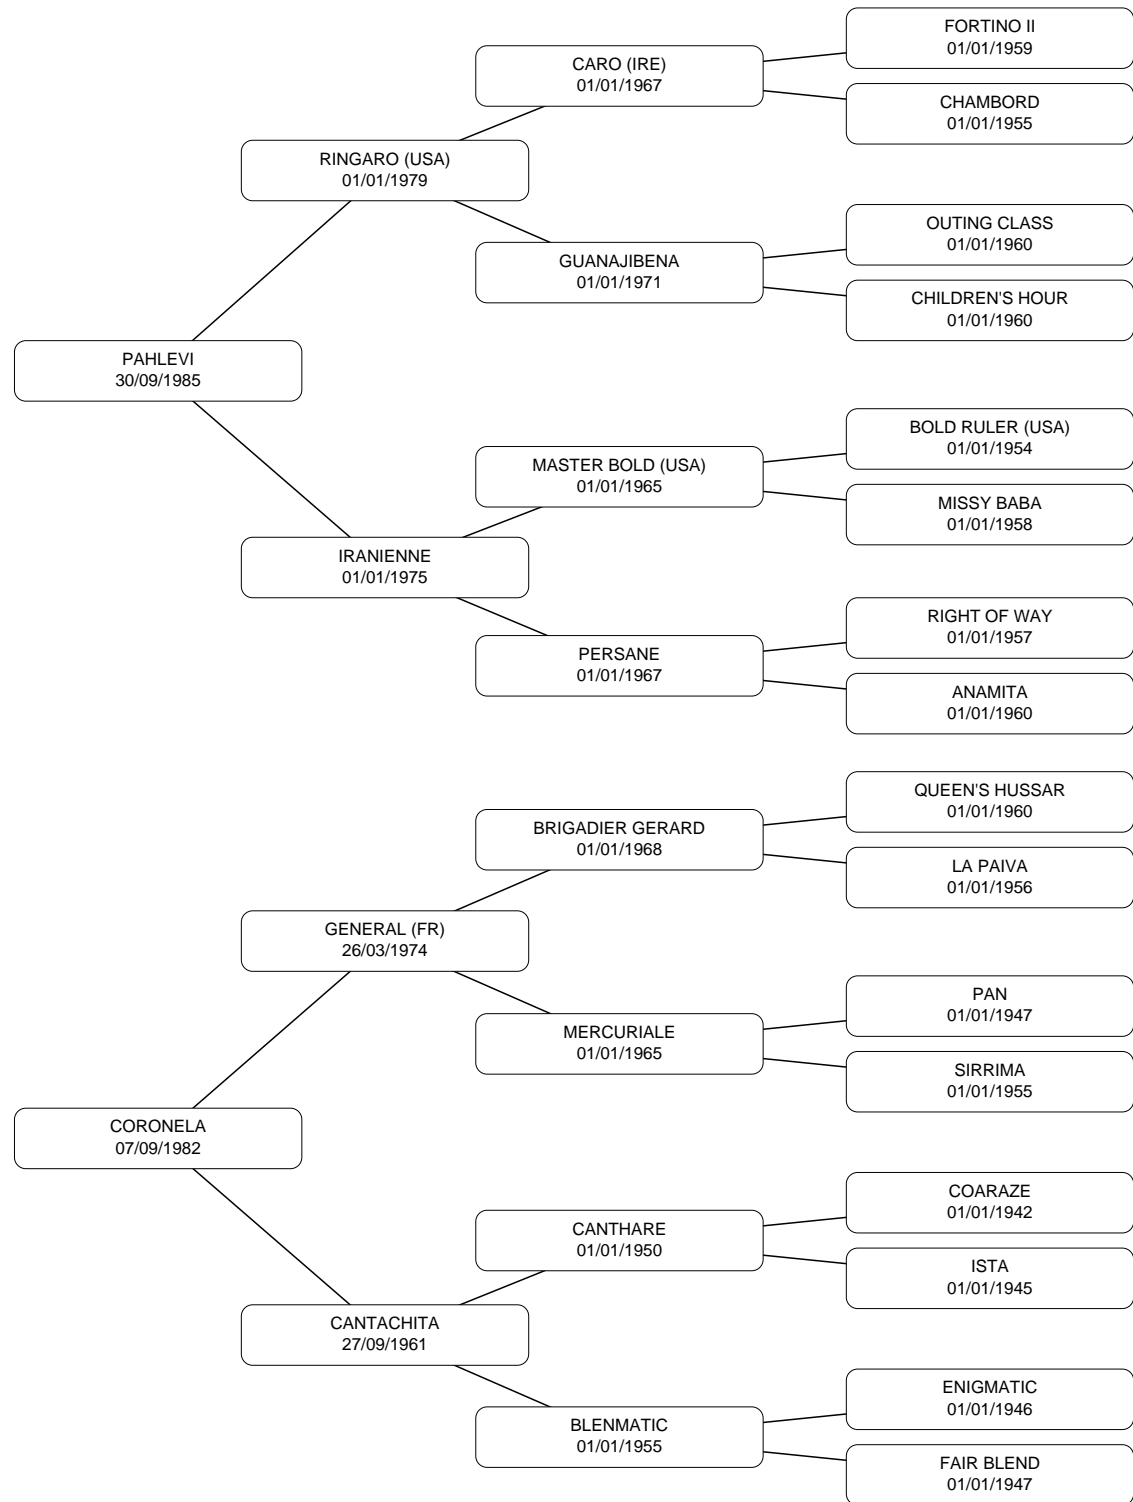 FORTINO II
01/01/1959
CARO (IRE)
01/01/1967
CHAMBORD
01/01/1955
RINGARO (USA)
01/01/1979
OUTING CLASS
01/01/1960
GUANAJIBENA
01/01/1971
CHILDREN'S HOUR
01/01/1960
PAHLEVI
30/09/1985
BOLD RULER (USA)
01/01/1954
MASTER BOLD (USA)
01/01/1965
MISSY BABA
01/01/1958
IRANIENNE
01/01/1975
RIGHT OF WAY
01/01/1957
PERSANE
01/01/1967
ANAMITA
01/01/1960
QUEEN'S HUSSAR
01/01/1960
BRIGADIER GERARD
01/01/1968
LA PAIVA
01/01/1956
GENERAL (FR)
26/03/1974
PAN
01/01/1947
MERCURIALE
01/01/1965
SIRRIMA
01/01/1955
CORONELA
07/09/1982
COARAZE
01/01/1942
CANTHARE
01/01/1950
ISTA
01/01/1945
CANTACHITA
27/09/1961
ENIGMATIC
01/01/1946
BLENMATIC
01/01/1955
FAIR BLEND
01/01/1947